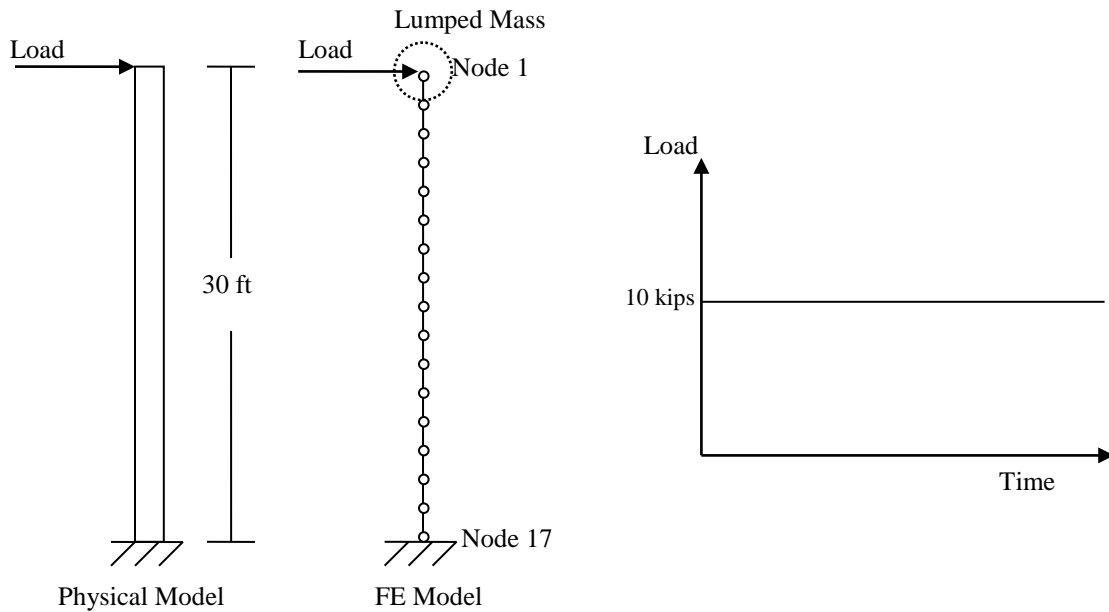 Lumped Mass
Load
Load
Node 1
30 ft
Node 17
Physical Model
FE Model
Load
10 kips
Time